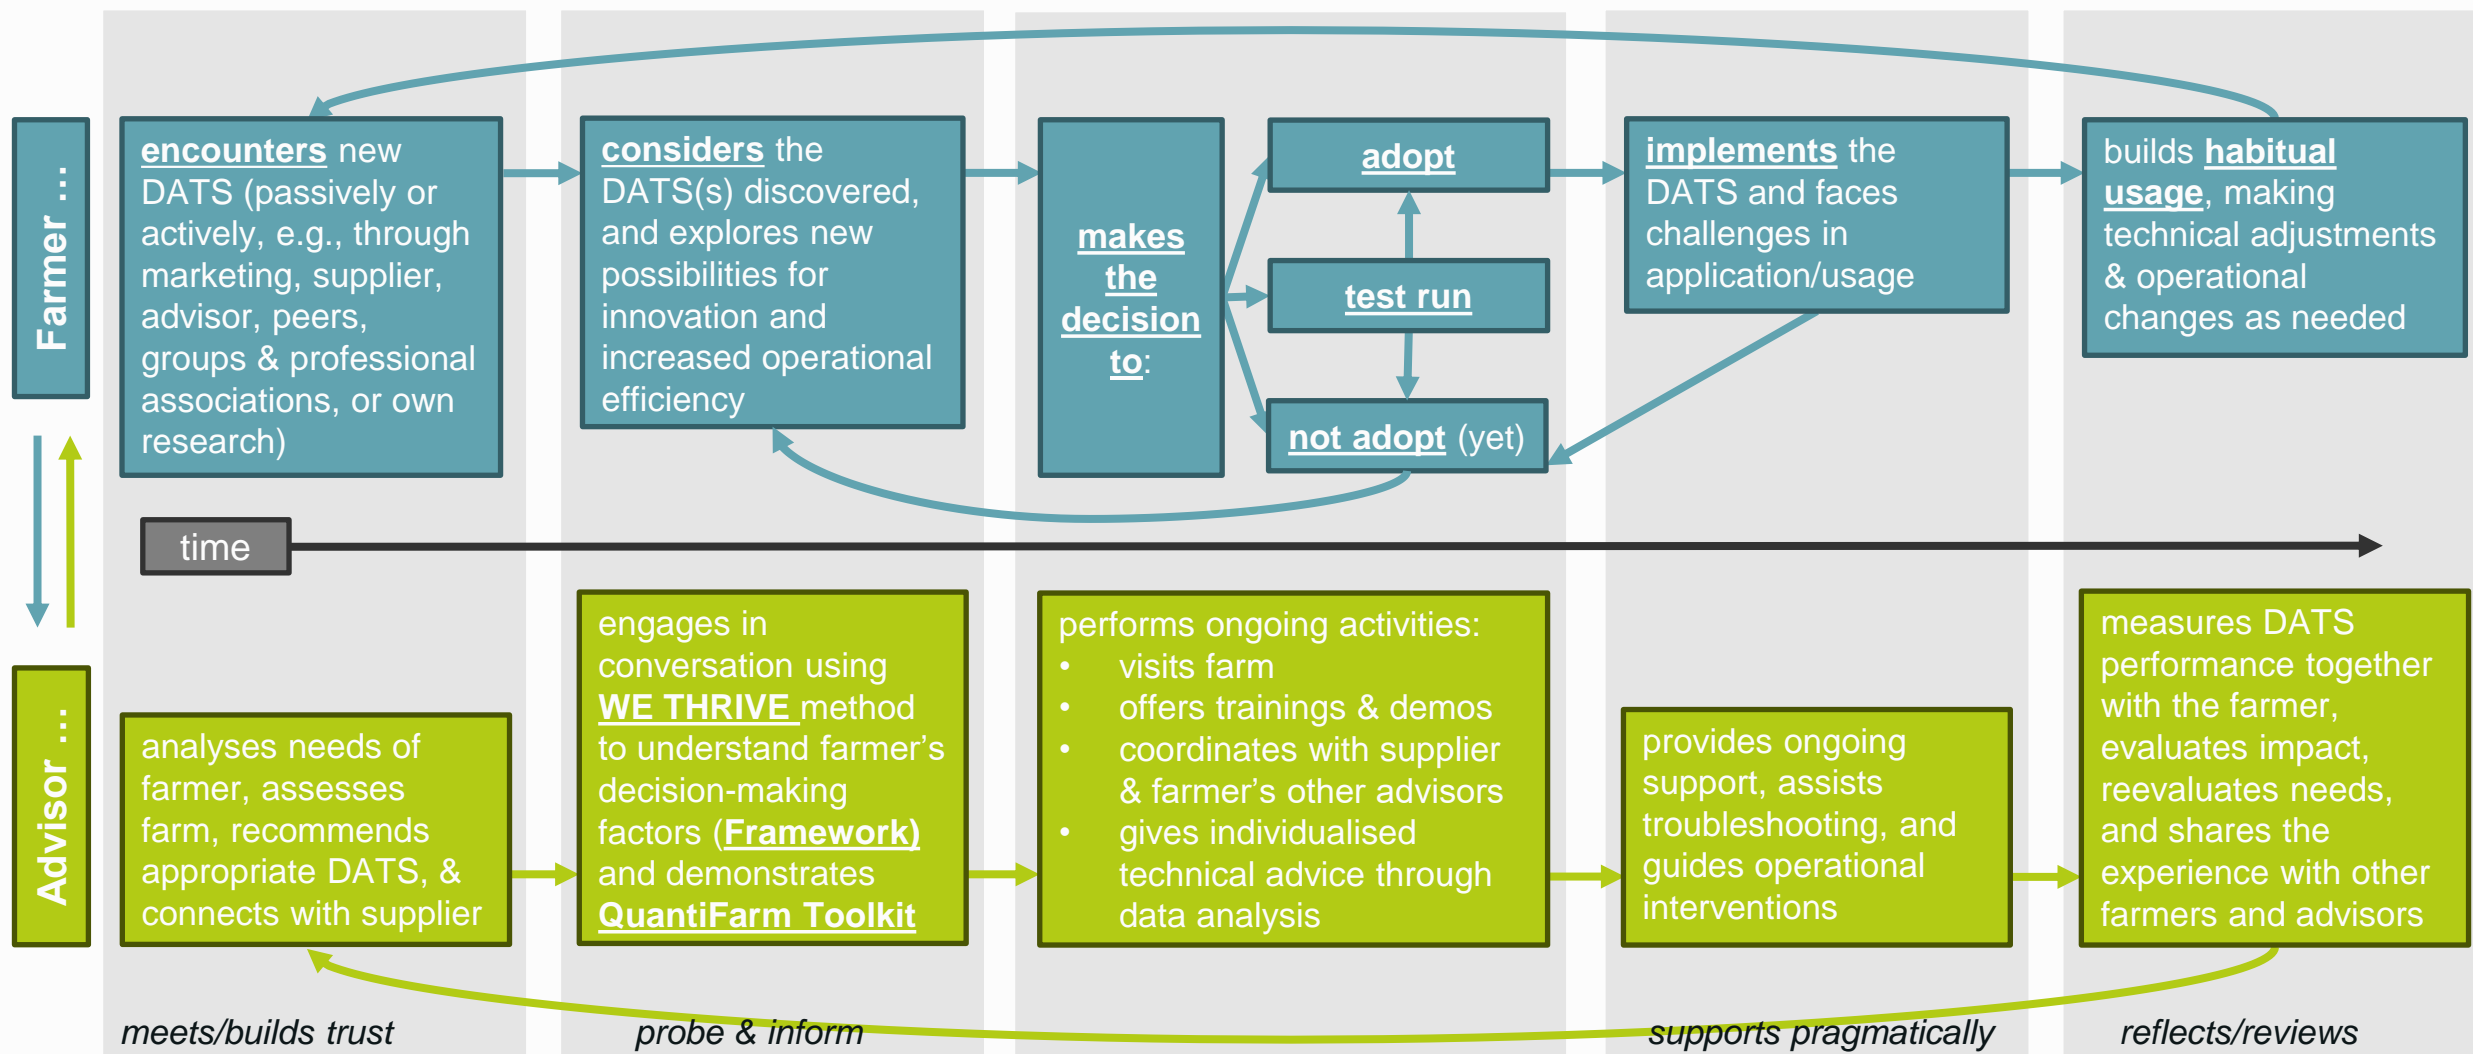 Farmer ...
encounters new
DATS (passively or
actively, e.g., through
marketing, supplier,
advisor, peers,
groups & professional
associations, or own
research)
considers the
DATS(s) discovered,
and explores new
possibilities for
innovation and
increased operational
efficiency
makes
the
decision
to:
adopt
test run
not adopt (yet)
implements the
DATS and faces
challenges in
application/usage
builds habitual
usage, making
technical adjustments
& operational
changes as needed
time
Advisor ...
analyses needs of
farmer, assesses
farm, recommends
appropriate DATS, &
connects with supplier
engages in
conversation using
WE THRIVE method
to understand farmer’s
decision-making
factors (Framework)
and demonstrates
QuantiFarm Toolkit
performs ongoing activities:
• visits farm
• offers trainings & demos
• coordinates with supplier
& farmer’s other advisors
• gives individualised
technical advice through
data analysis
provides ongoing
support, assists
troubleshooting, and
guides operational
interventions
measures DATS
performance together
with the farmer,
evaluates impact,
reevaluates needs,
and shares the
experience with other
farmers and advisors
meets/builds trust
probe & inform
supports pragmatically
reflects/reviews